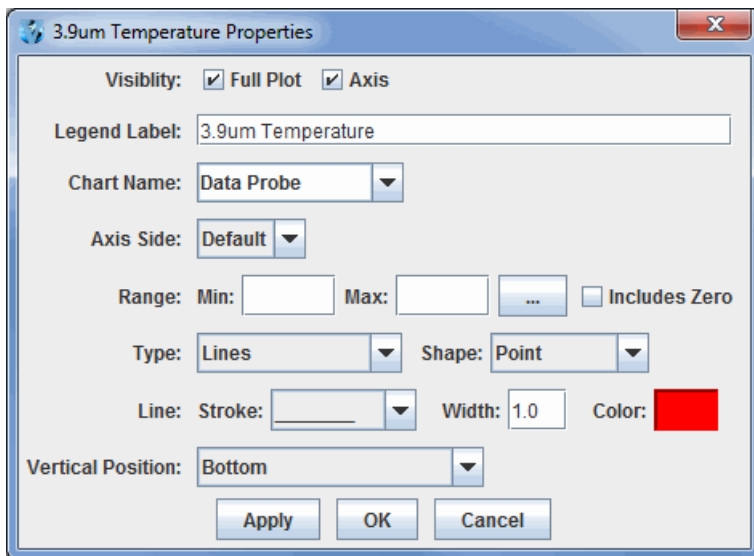 3.9um Temperature Properties
Visiblity: Full Plot Axis
Legend Label: 3.9um Temperature
Chart Name: Data Probe
Axis Side: Default
Range: Min: Max: ... Includes Zero
Type: Lines Shape: Point
Line: Stroke: Width: 1.0 Color:
Vertical Position: Bottom
Apply OK Cancel